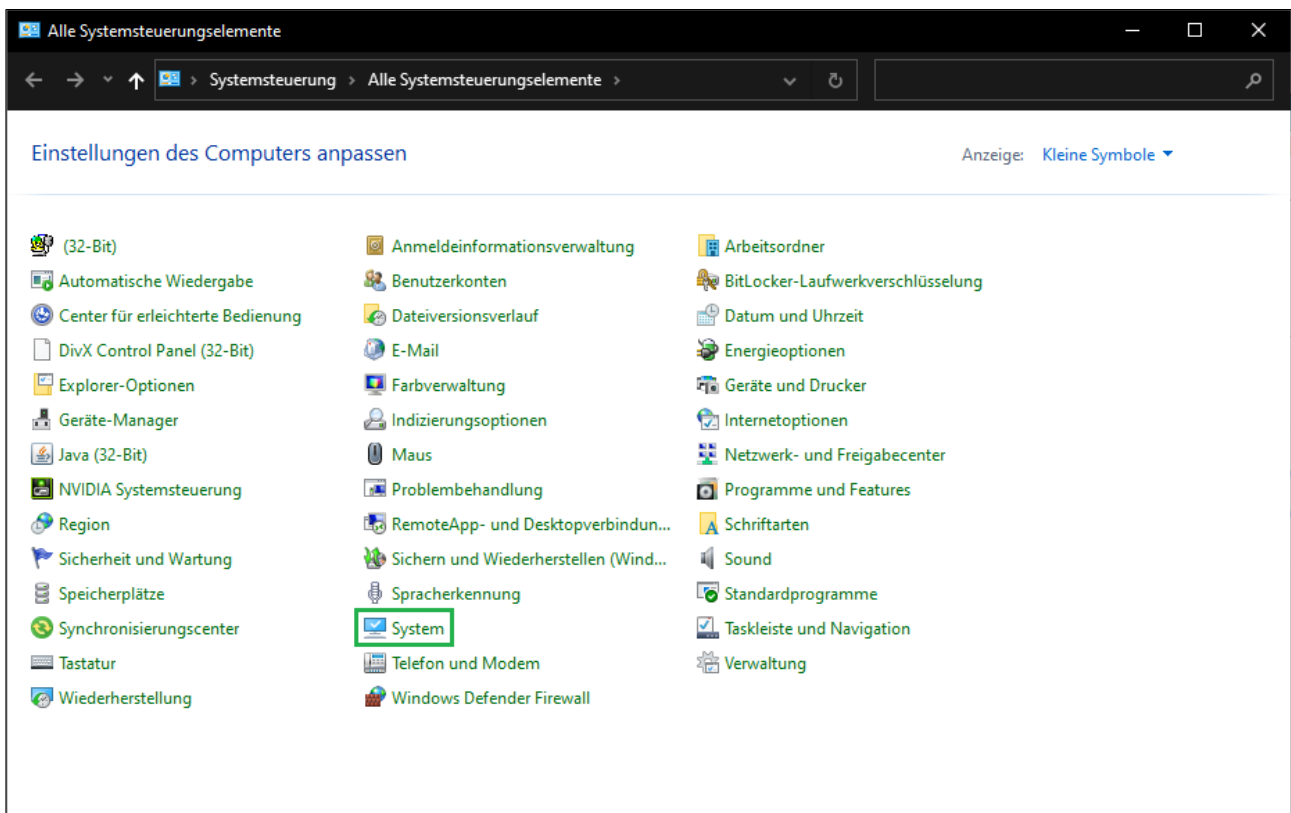 Alle Systemsteuerungselemente
Systemsteuerung > Alle Systemsteuerungselemente >
Einstellungen des Computers anpassen
Anzeige: Kleine Symbole
(32-Bit) Anmeldeinformationsverwaltung Arbeitsordner
Automatische Wiedergabe Benutzerkonten BitLocker-Laufwerkverschlüsselung
Center für erleichterte Bedienung Dateiversionsverlauf Datum und Uhrzeit
DivX Control Panel (32-Bit) E-Mail Energieoptionen
Explorer-Optionen Farbverwaltung Geräte und Drucker
Geräte-Manager Indizierungsoptionen Internetoptionen
Java (32-Bit) Maus Netzwerk- und Freigabecenter
NVIDIA Systemsteuerung Problembehandlung Programme und Features
Region RemoteApp- und Desktopverbindun... Schriftarten
Sicherheit und Wartung Sichern und Wiederherstellen (Wind... Sound
Speicherplätze Spracherkennung Standardprogramme
Synchronisierungscenter System Taskleiste und Navigation
Tastatur Telefon und Modem Verwaltung
Wiederherstellung Windows Defender Firewall